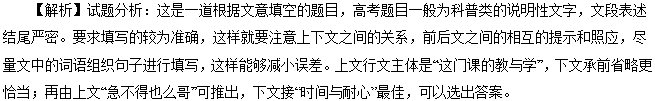 【解析】试题分析：这是一道根据文意填空的题目，高考题目一般为科普类的说明性文字，文段表述
结尾严密。要求填写的较为准确，这样就要注意上下文之间的关系，前后文之间的相互的提示和照应，尽
量文中的词语组织句子进行填写，这样能够减小误差。上文行文主体是“这门课的教与学”，下文承前省略更
恰当；再由上文“急不得也么哥”可推出，下文接“时间与耐心”最佳，可以选出答案。